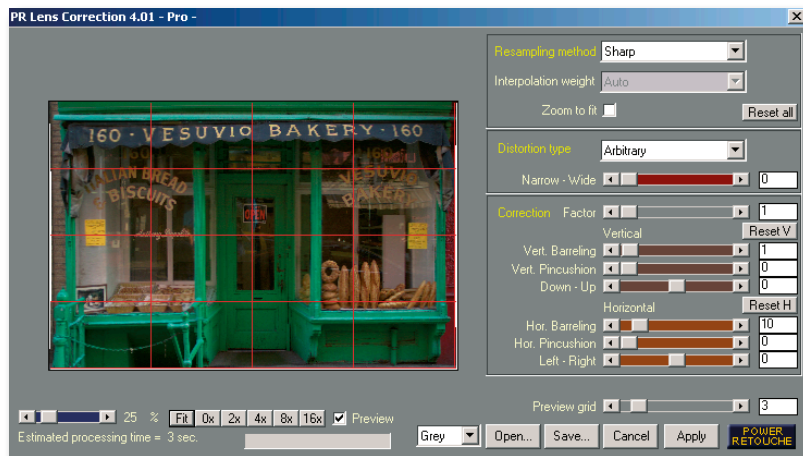 PR Lens Correction 4.01 - Pro -
Resampling method Sharp
Interpolation weight Auto
Zoom to fit Reset all
Distortion type Arbitrary
Narrow - Wide 0
Correction Factor 1
Vertical Reset V
Vert. Barreling 1
Vert. Pincushion 0
Down - Up 0
Horizontal Reset H
Hor. Barreling 10
Hor. Pincushion 0
Left - Right 0
Preview grid 3
160 · VESUVIO BAKERY · 160
ITALIAN BREAD
& BISCUITS
VESUVIO
BAKERY
OPEN
25 % Fit 0x 2x 4x 8x 16x Preview
Estimated processing time = 3 sec.
Grey Open... Save... Cancel Apply POWER RETOUCHE